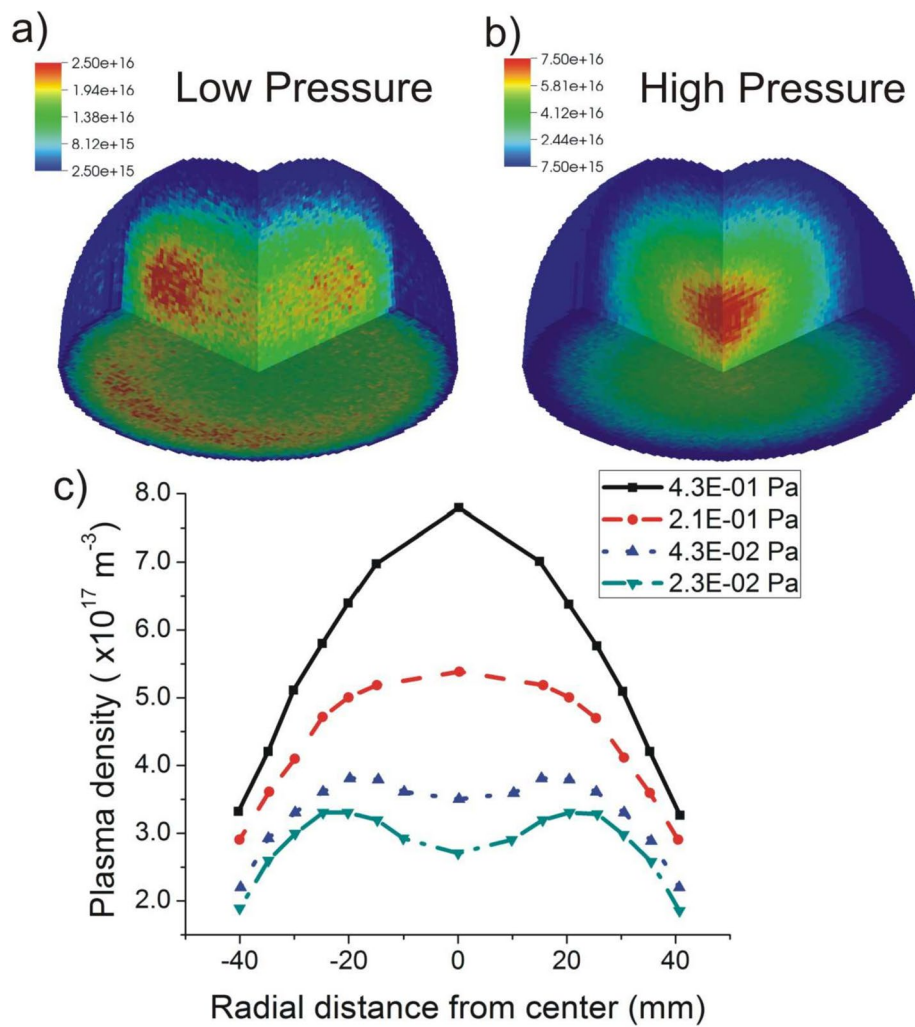 a)
2.50e+16
1.94e+16
1.38e+16
8.12e+15
2.50e+15
Low Pressure
b)
7.50e+16
5.81e+16
4.12e+16
2.44e+16
7.50e+15
High Pressure
c)
4.3E-01 Pa
2.1E-01 Pa
4.3E-02 Pa
2.3E-02 Pa
Plasma density ( x10¹⁷ m⁻³)
8.0
7.0
6.0
5.0
4.0
3.0
2.0
-40
-20
0
20
40
Radial distance from center (mm)